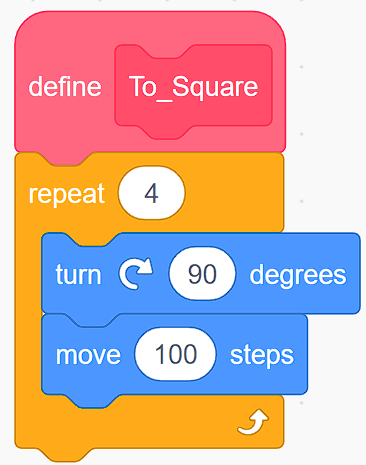 define To_Square
repeat 4
turn 90 degrees
move 100 steps